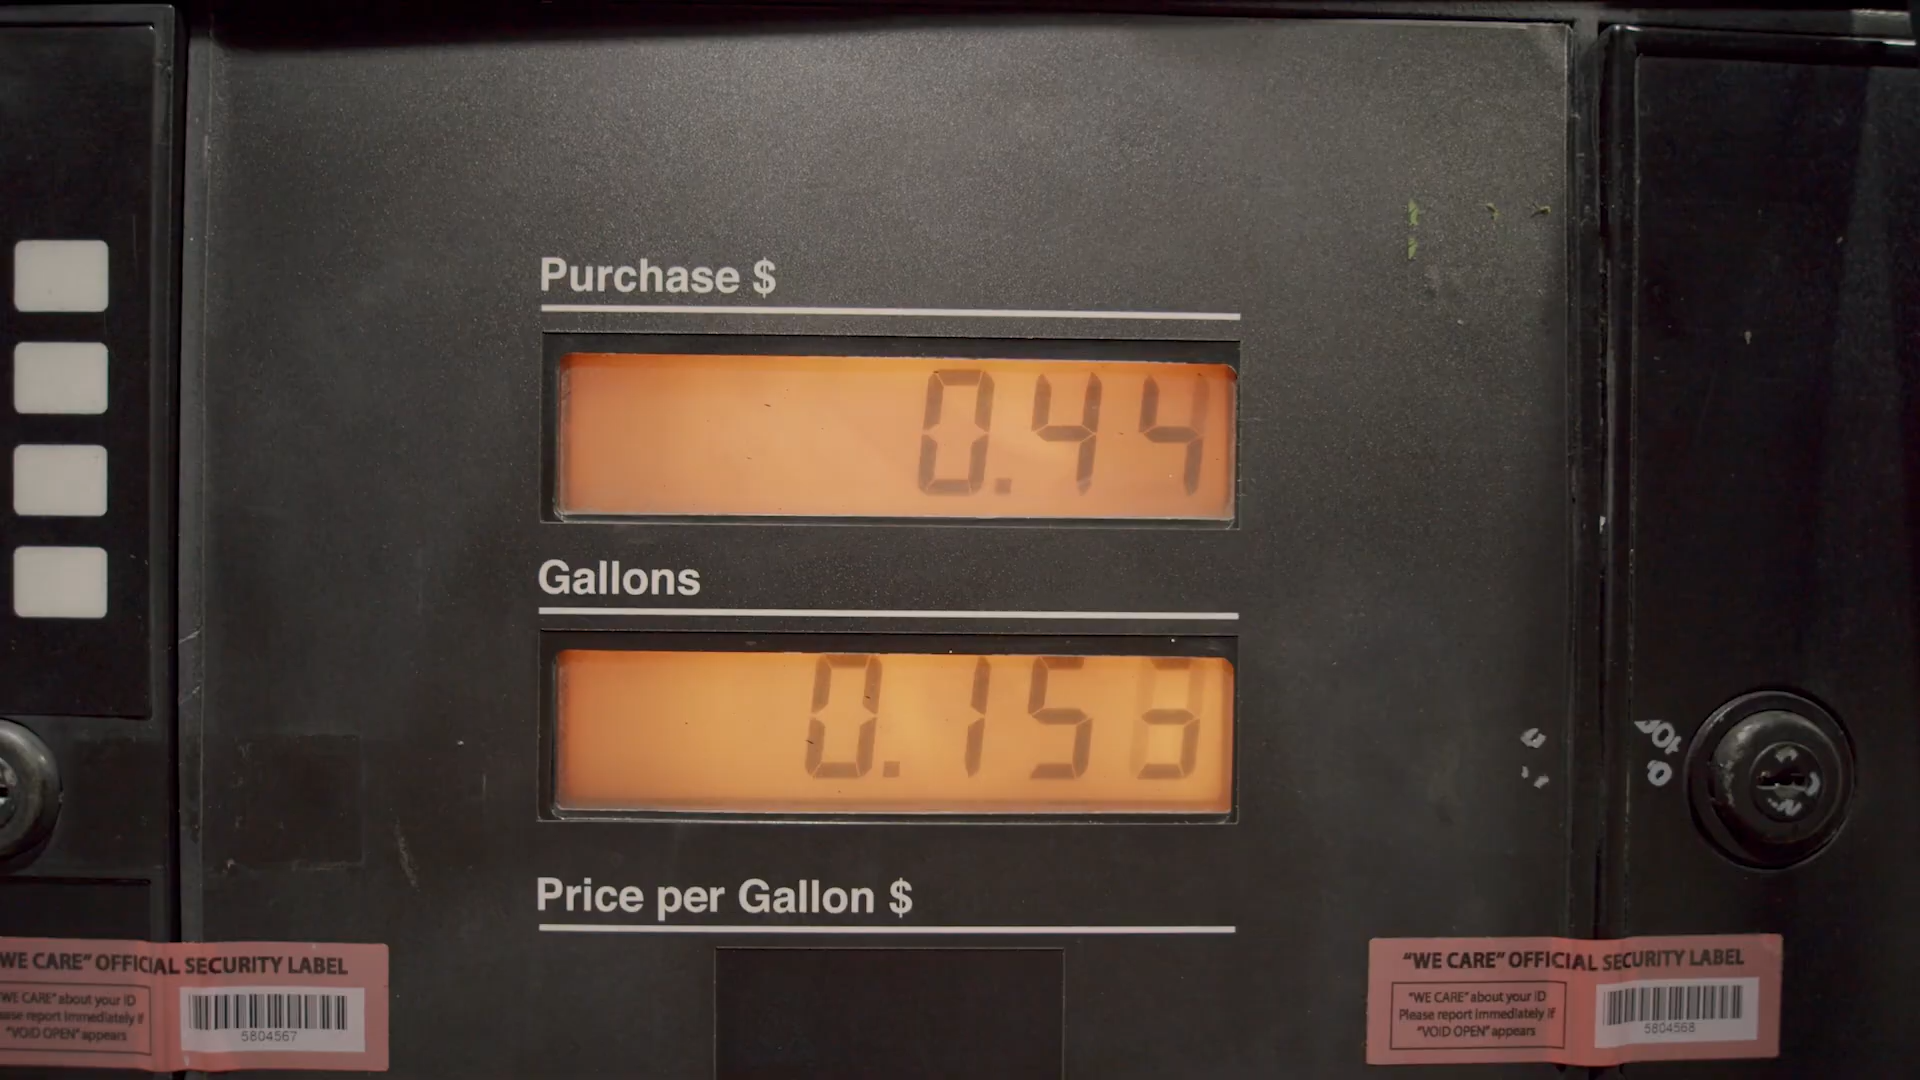 Purchase $
0.44
Gallons
0.15
Price per Gallon $
WE CARE" OFFICIAL SECURITY LABEL
"WE CARE" about your ID
ease report immediately if
"VOID OPEN" appears
5804567
"WE CARE" OFFICIAL SECURITY LABEL
"WE CARE" about your ID
Please report immediately if
"VOID OPEN" appears
5804568